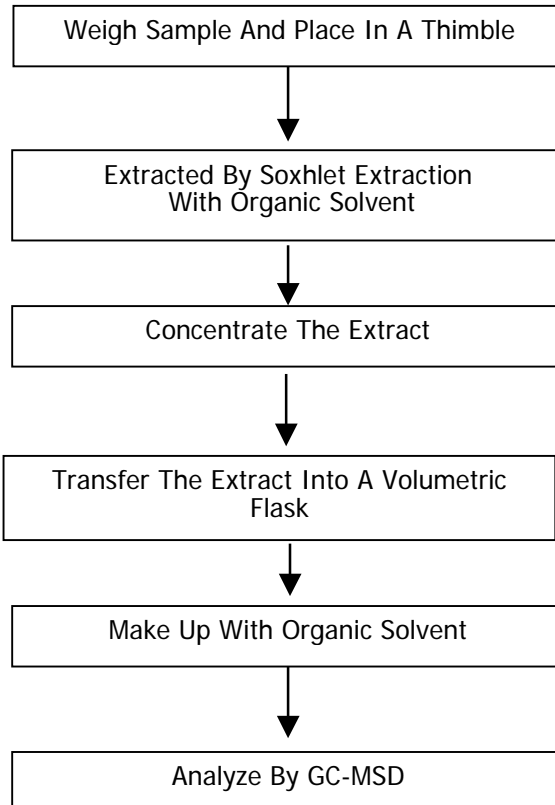 Weigh Sample And Place In A Thimble
Extracted By Soxhlet Extraction
With Organic Solvent
Concentrate The Extract
Transfer The Extract Into A Volumetric
Flask
Make Up With Organic Solvent
Analyze By GC-MSD